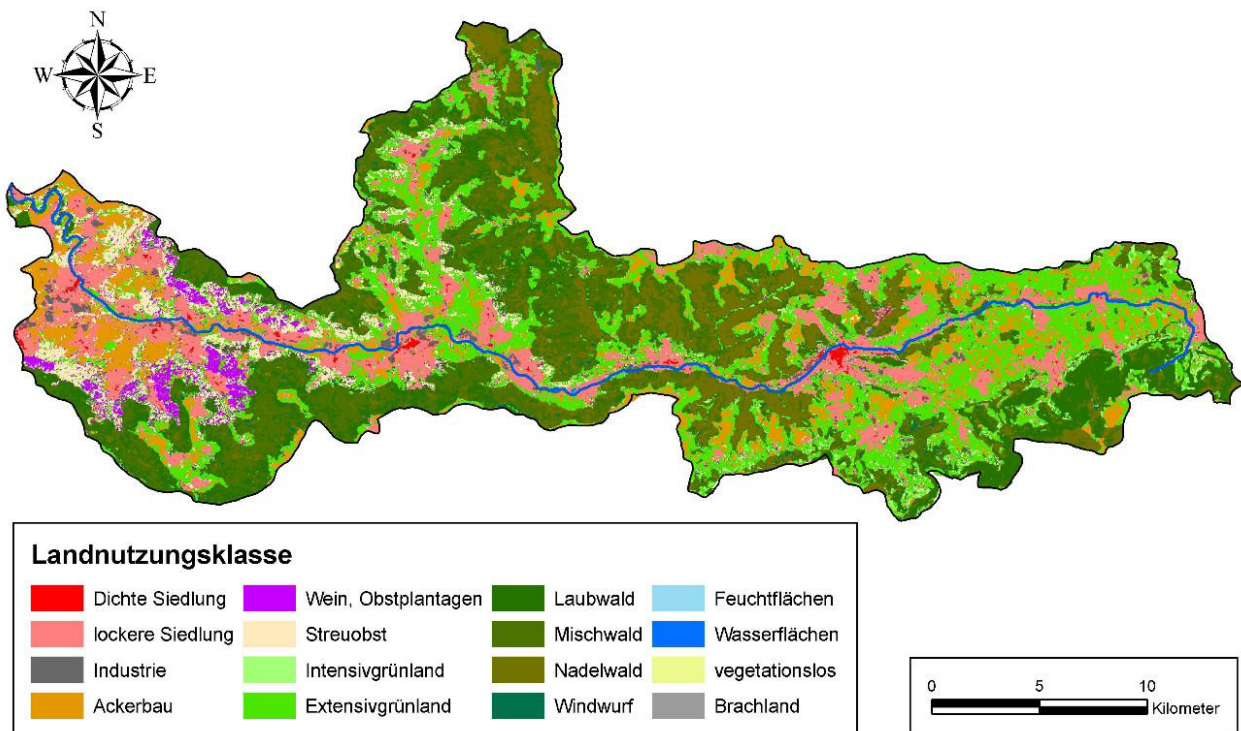 N
W E
S
Landnutzungsklasse
Dichte Siedlung Wein, Obstplantagen Laubwald Feuchtflächen
lockere Siedlung Streuobst Mischwald Wasserflächen
Industrie Intensivgrünland Nadelwald vegetationslos
Ackerbau Extensivgrünland Windwurf Brachland
0 5 10
Kilometer